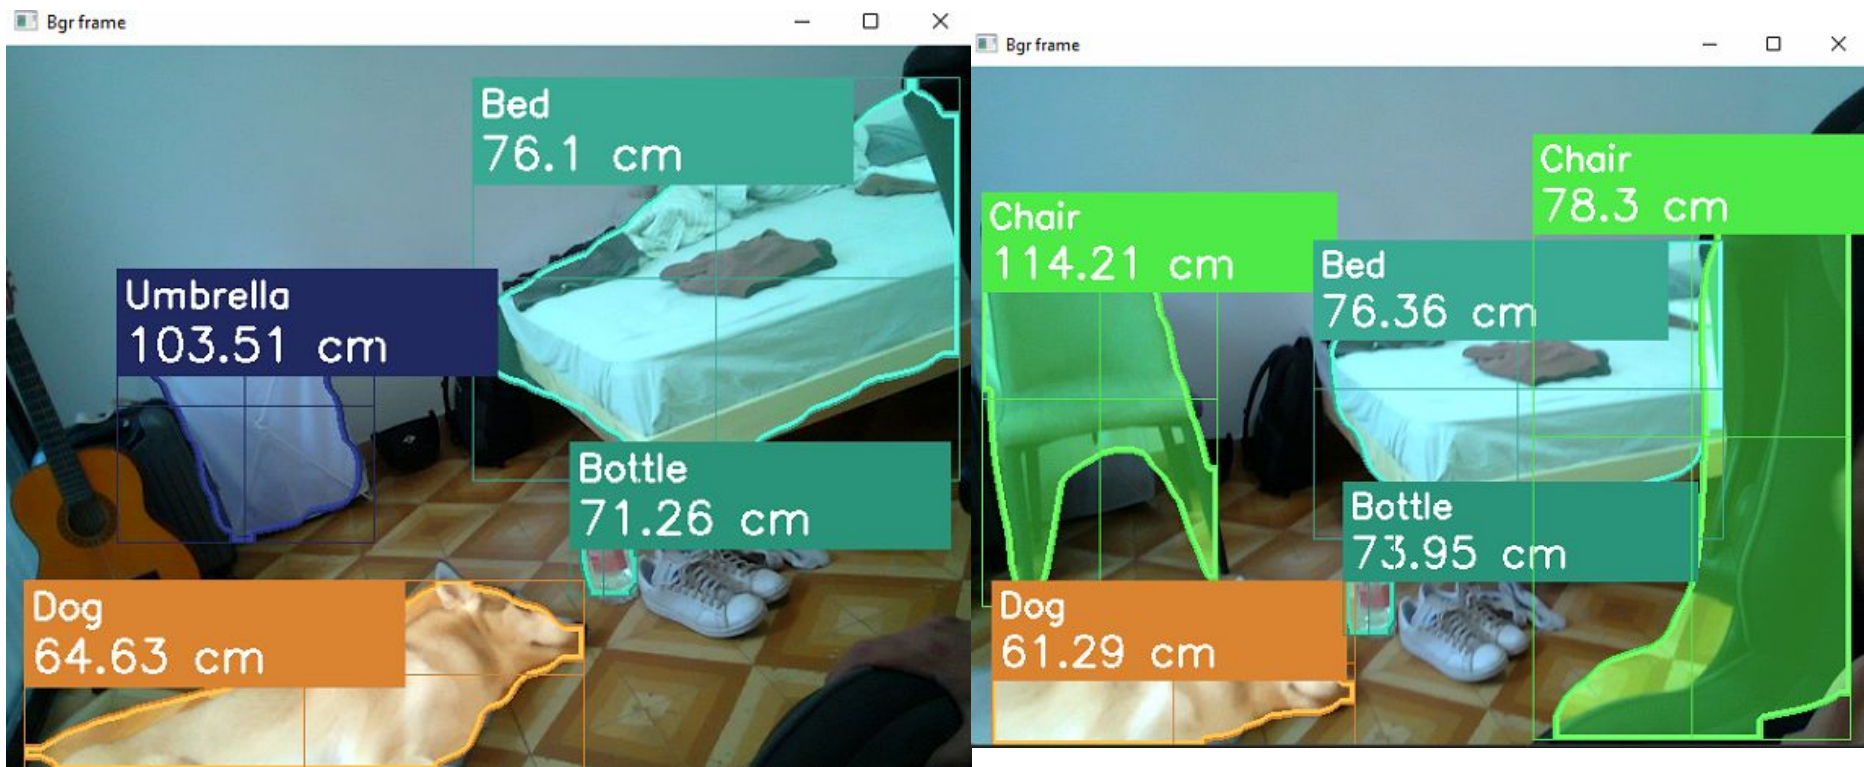 Bgr frame
Bed
76.1 cm
Umbrella
103.51 cm
Bottle
71.26 cm
Dog
64.63 cm
Bgr frame
Chair
78.3 cm
Chair
114.21 cm
Bed
76.36 cm
Bottle
73.95 cm
Dog
61.29 cm